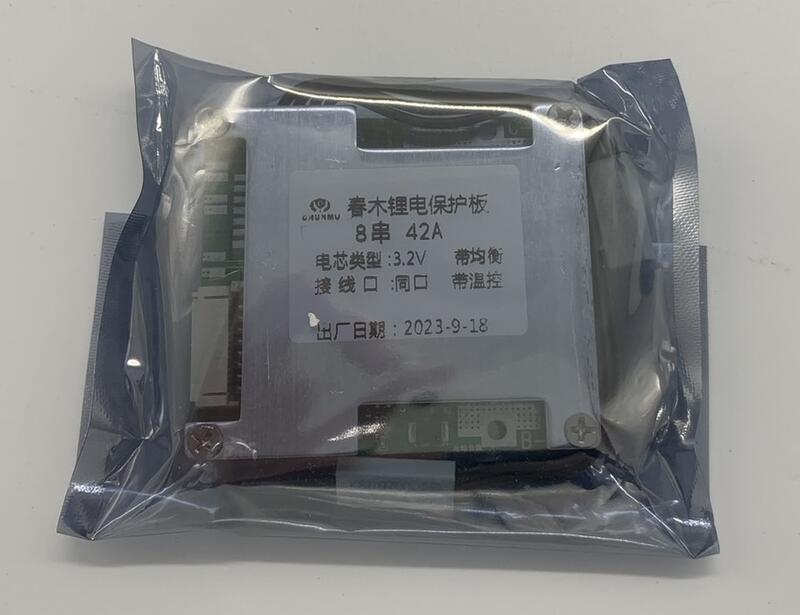 CHUNMU 春木锂电保护板
8串 42A
电芯类型:3.2V 带均衡
接线口:同口 带温控
出厂日期:2023-9-18
B-